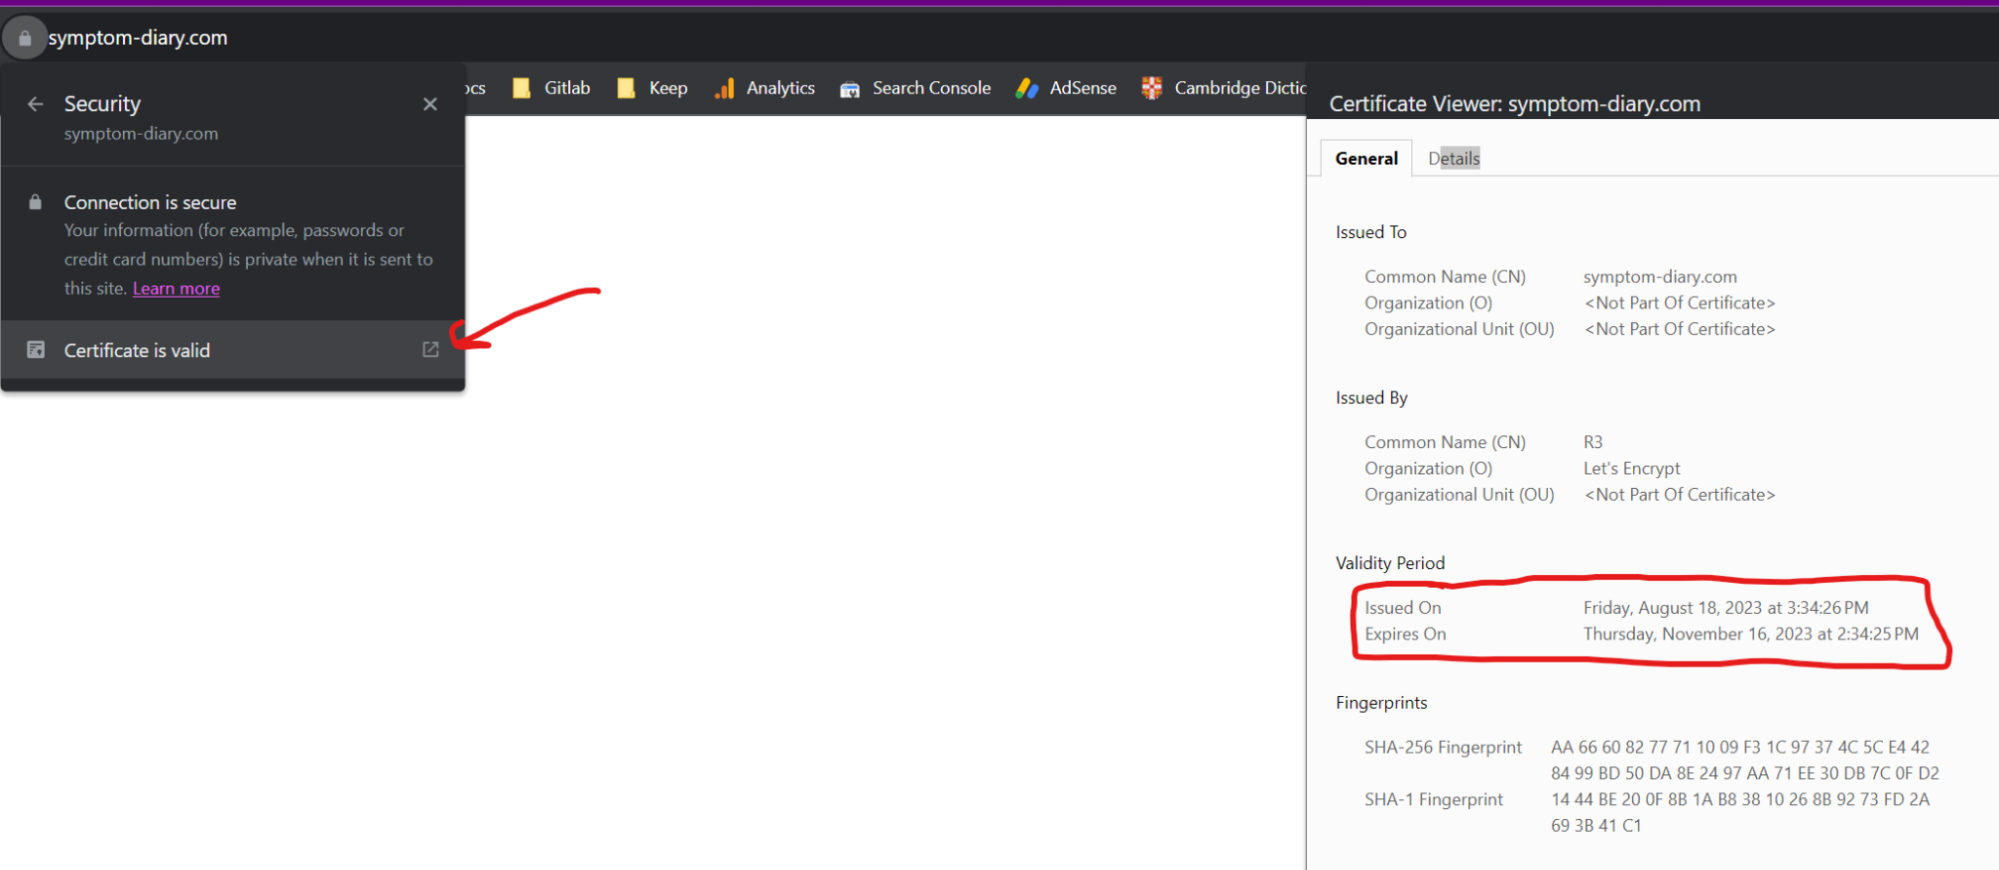 symptom-diary.com
Security
symptom-diary.com
Connection is secure
Your information (for example, passwords or
credit card numbers) is private when it is sent to
this site. Learn more
Certificate is valid
ocs Gitlab Keep Analytics Search Console AdSense Cambridge Dictio
Certificate Viewer: symptom-diary.com
General Details
Issued To
Common Name (CN) symptom-diary.com
Organization (O) <Not Part Of Certificate>
Organizational Unit (OU) <Not Part Of Certificate>
Issued By
Common Name (CN) R3
Organization (O) Let's Encrypt
Organizational Unit (OU) <Not Part Of Certificate>
Validity Period
Issued On Friday, August 18, 2023 at 3:34:26 PM
Expires On Thursday, November 16, 2023 at 2:34:25 PM
Fingerprints
SHA-256 Fingerprint AA 66 60 82 77 71 10 09 F3 1C 97 37 4C 5C E4 42
84 99 BD 50 DA 8E 24 97 AA 71 EE 30 DB 7C 0F D2
SHA-1 Fingerprint 14 44 BE 20 0F 8B 1A B8 38 10 26 8B 92 73 FD 2A
69 3B 41 C1